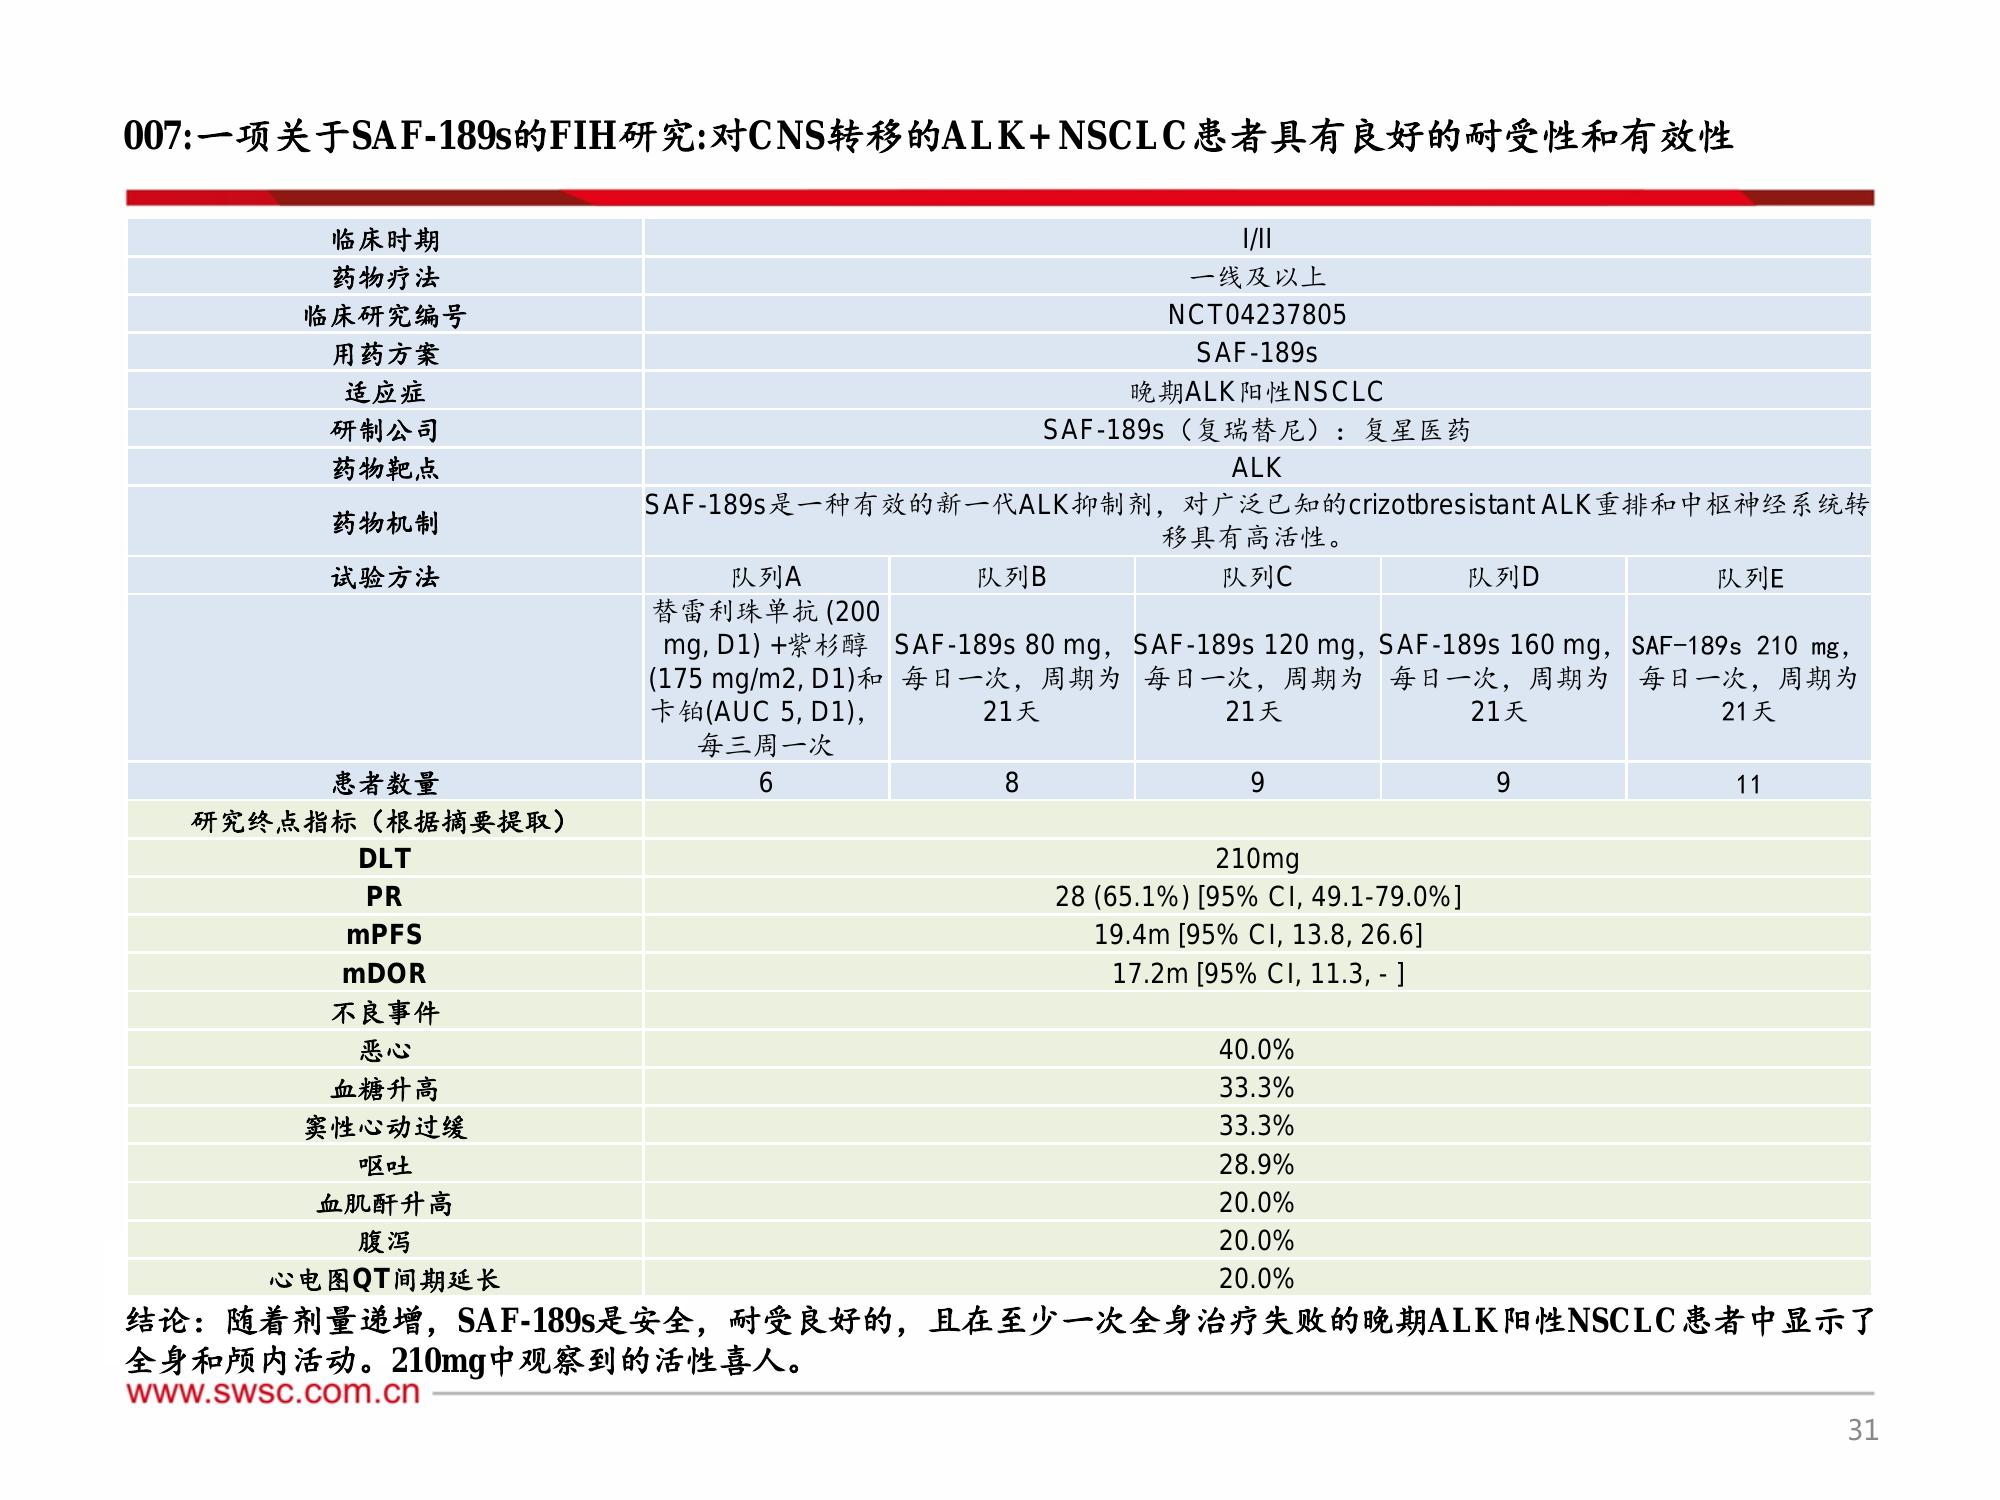 007:一项关于SAF-189s的FIH研究:对CNS转移的ALK+NSCLC患者具有良好的耐受性和有效性
临床时期 I/II
药物疗法 一线及以上
临床研究编号 NCT04237805
用药方案 SAF-189s
适应症 晚期ALK阳性NSCLC
研制公司 SAF-189s（复瑞替尼）：复星医药
药物靶点 ALK
药物机制 SAF-189s是一种有效的新一代ALK抑制剂，对广泛已知的crizotbresistant ALK重排和中枢神经系统转
移具有高活性。
试验方法 队列A 队列B 队列C 队列D 队列E
替雷利珠单抗 (200
mg, D1) +紫杉醇
(175 mg/m2, D1)和
卡铂(AUC 5, D1)，
每三周一次
SAF-189s 80 mg，
每日一次，周期为
21天
SAF-189s 120 mg，
每日一次，周期为
21天
SAF-189s 160 mg，
每日一次，周期为
21天
SAF-189s 210 mg，
每日一次，周期为
21天
患者数量 6 8 9 9 11
研究终点指标（根据摘要提取）
DLT 210mg
PR 28 (65.1%) [95% CI, 49.1-79.0%]
mPFS 19.4m [95% CI, 13.8, 26.6]
mDOR 17.2m [95% CI, 11.3, - ]
不良事件
恶心 40.0%
血糖升高 33.3%
窦性心动过缓 33.3%
呕吐 28.9%
血肌酐升高 20.0%
腹泻 20.0%
心电图QT间期延长 20.0%
结论：随着剂量递增，SAF-189s是安全，耐受良好的，且在至少一次全身治疗失败的晚期ALK阳性NSCLC患者中显示了
全身和颅内活动。210mg中观察到的活性喜人。
www.swsc.com.cn
31